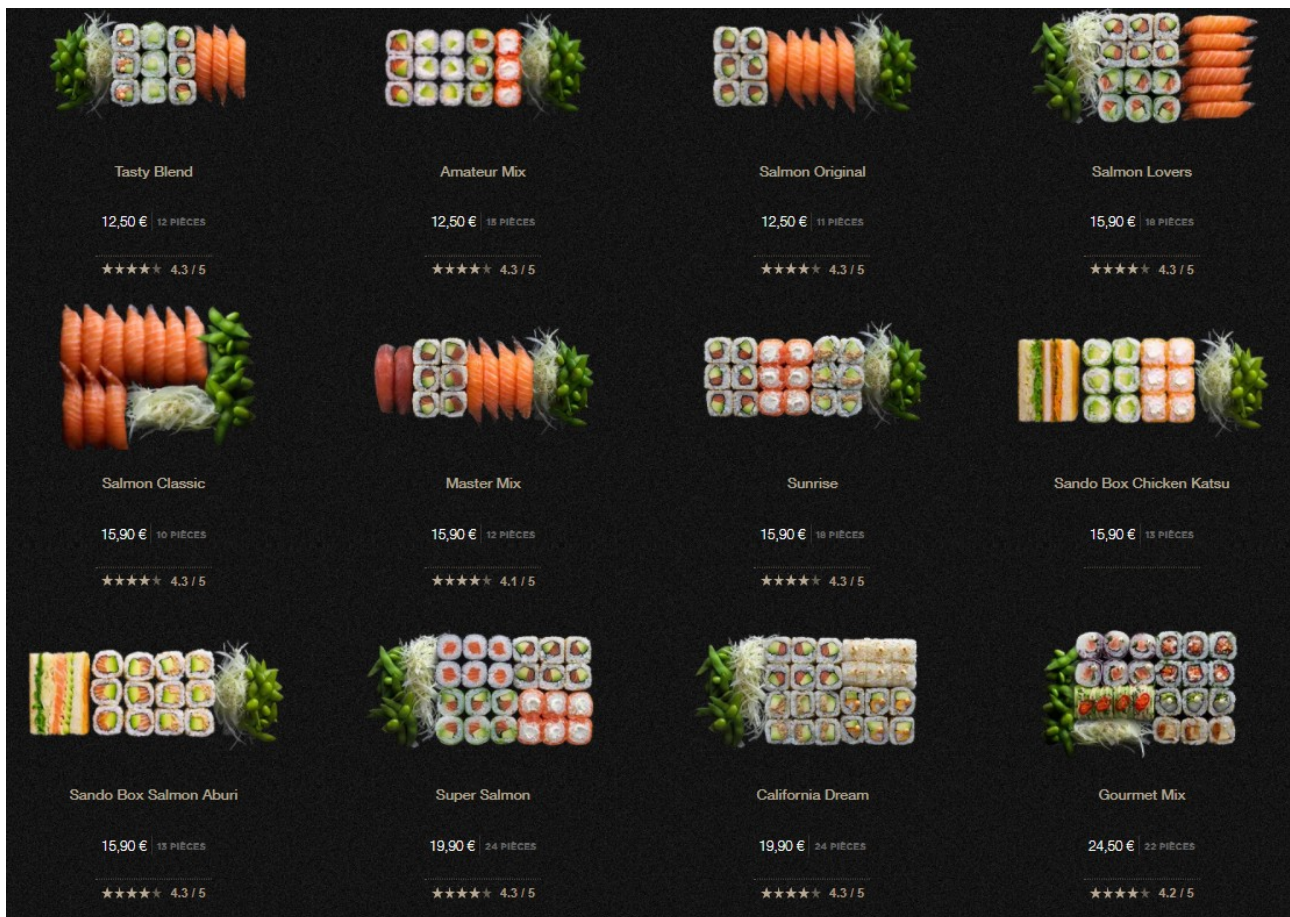 Tasty Blend
Amateur Mix
Salmon Original
Salmon Lovers
12,50 € 12 PIÈCES
12,50 € 15 PIÈCES
12,50 € 11 PIÈCES
15,90 € 18 PIÈCES
4.3 / 5
4.3 / 5
4.3 / 5
4.3 / 5
Salmon Classic
Master Mix
Sunrise
Sando Box Chicken Katsu
15,90 € 10 PIÈCES
15,90 € 12 PIÈCES
15,90 € 18 PIÈCES
15,90 € 13 PIÈCES
4.3 / 5
4.1 / 5
4.3 / 5
Sando Box Salmon Aburi
Super Salmon
California Dream
Gourmet Mix
15,90 € 13 PIÈCES
19,90 € 24 PIÈCES
19,90 € 24 PIÈCES
24,50 € 22 PIÈCES
4.3 / 5
4.3 / 5
4.3 / 5
4.2 / 5